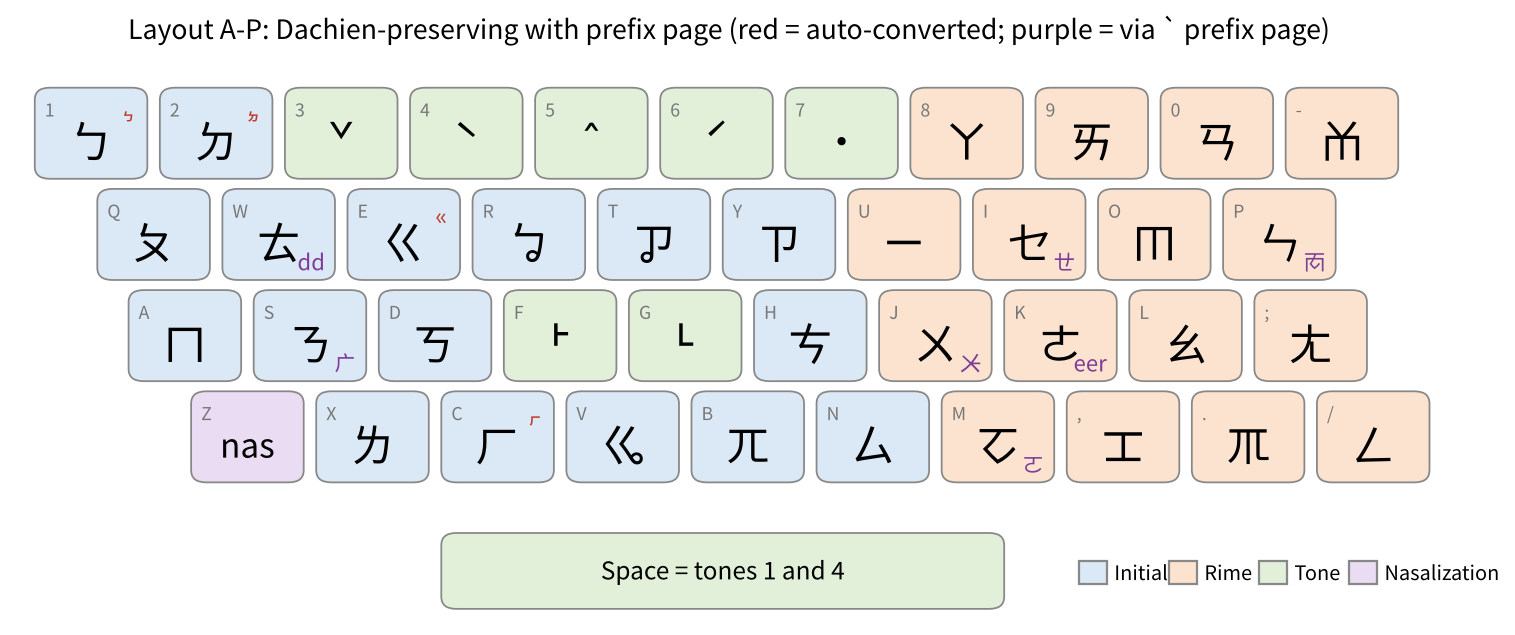 Layout A-P: Dachien-preserving with prefix page (red = auto-converted; purple = via ` prefix page)
1 ㄅ ㄅ 2 ㄉ ㄉ 3 ˇ 4 ˋ 5 ˆ 6 ˊ 7 ˙ 8 ㄚ 9 ㄞ 0 ㄢ - ㆮ
Q ㄆ W ㄊ dd E ㄍ ㄍ R ㆠ T ㆢ Y ㄗ U ㄧ I ㄝ ㄝ O ㆬ P ㄣ
A ㄇ S ㄋ 广 D ㄎ F ㆵ G ㄴ H ㄘ J ㄨ K ㄜ eer L ㄠ ; ㄤ
Z nas X ㄌ C ㄏ ㄏ V ㆣ B ㄫ N ㄙ M ㆦ , ㆲ . ㆰ / ㄥ
Space = tones 1 and 4
Initial Rime Tone Nasalization